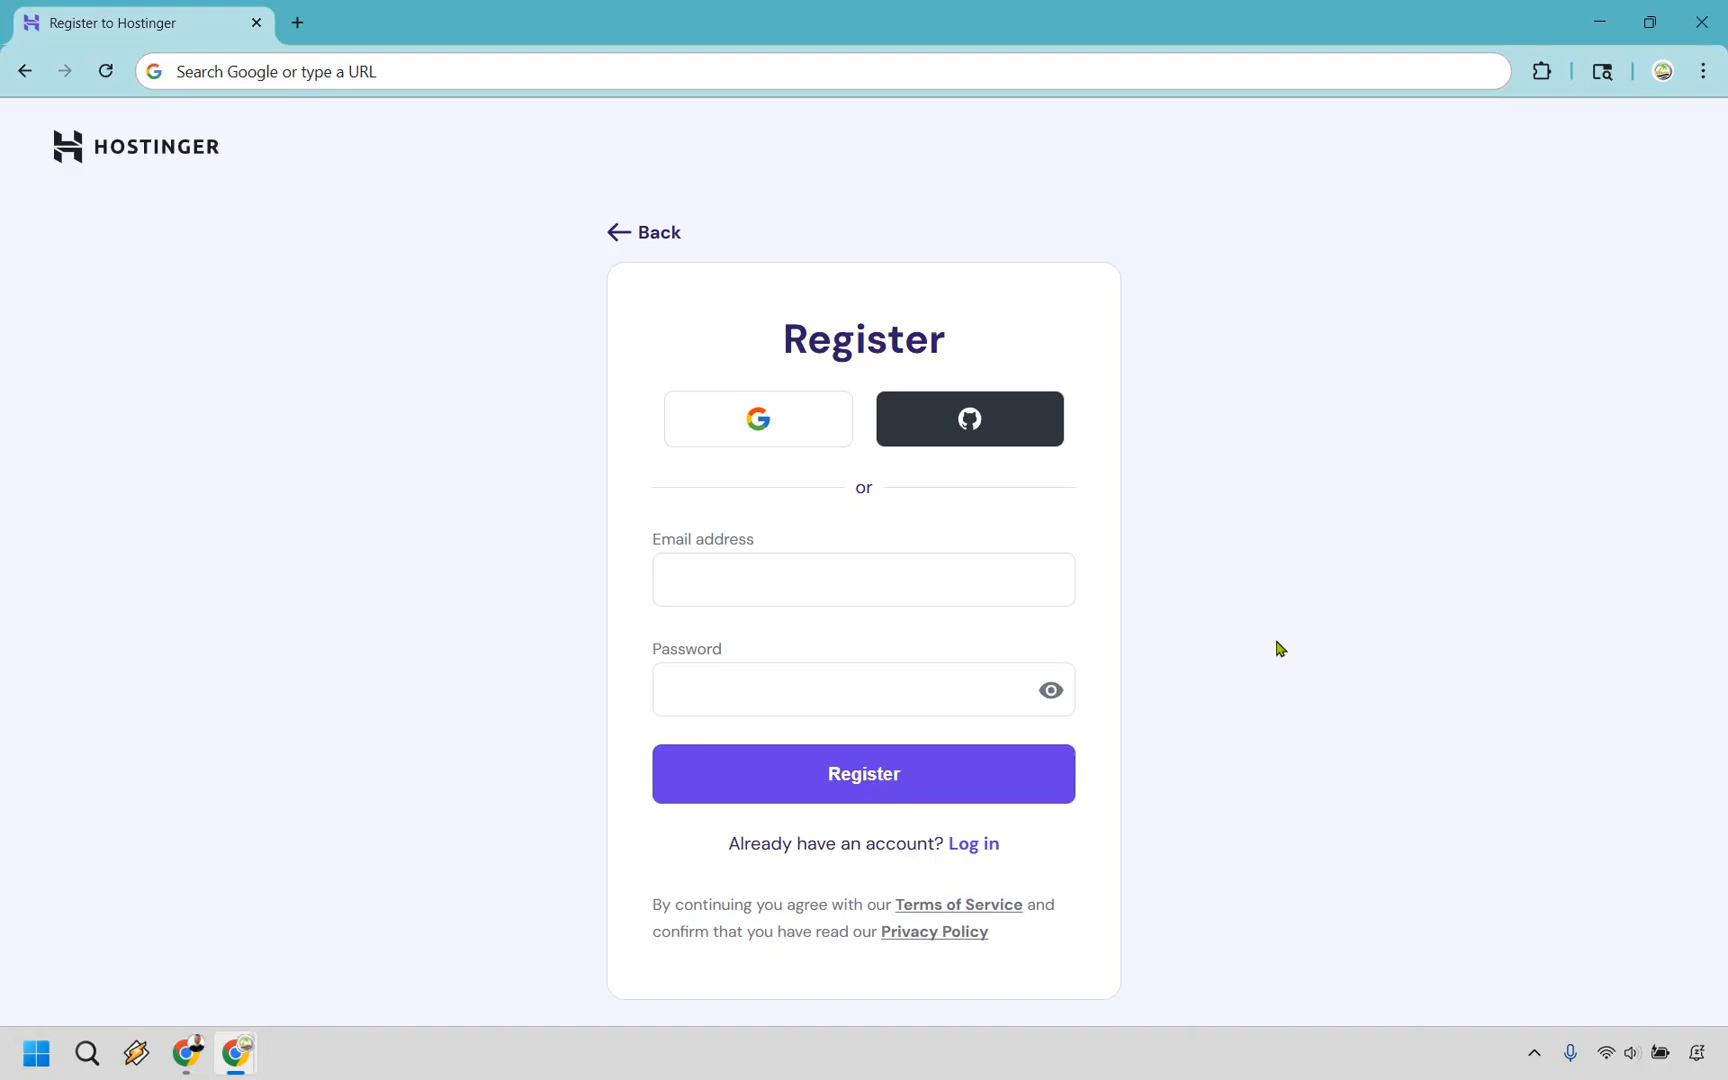 Register to Hostinger
Search Google or type a URL
HOSTINGER
Back
Register
or
Email address
Password
Register
Already have an account? Log in
By continuing you agree with our Terms of Service and
confirm that you have read our Privacy Policy